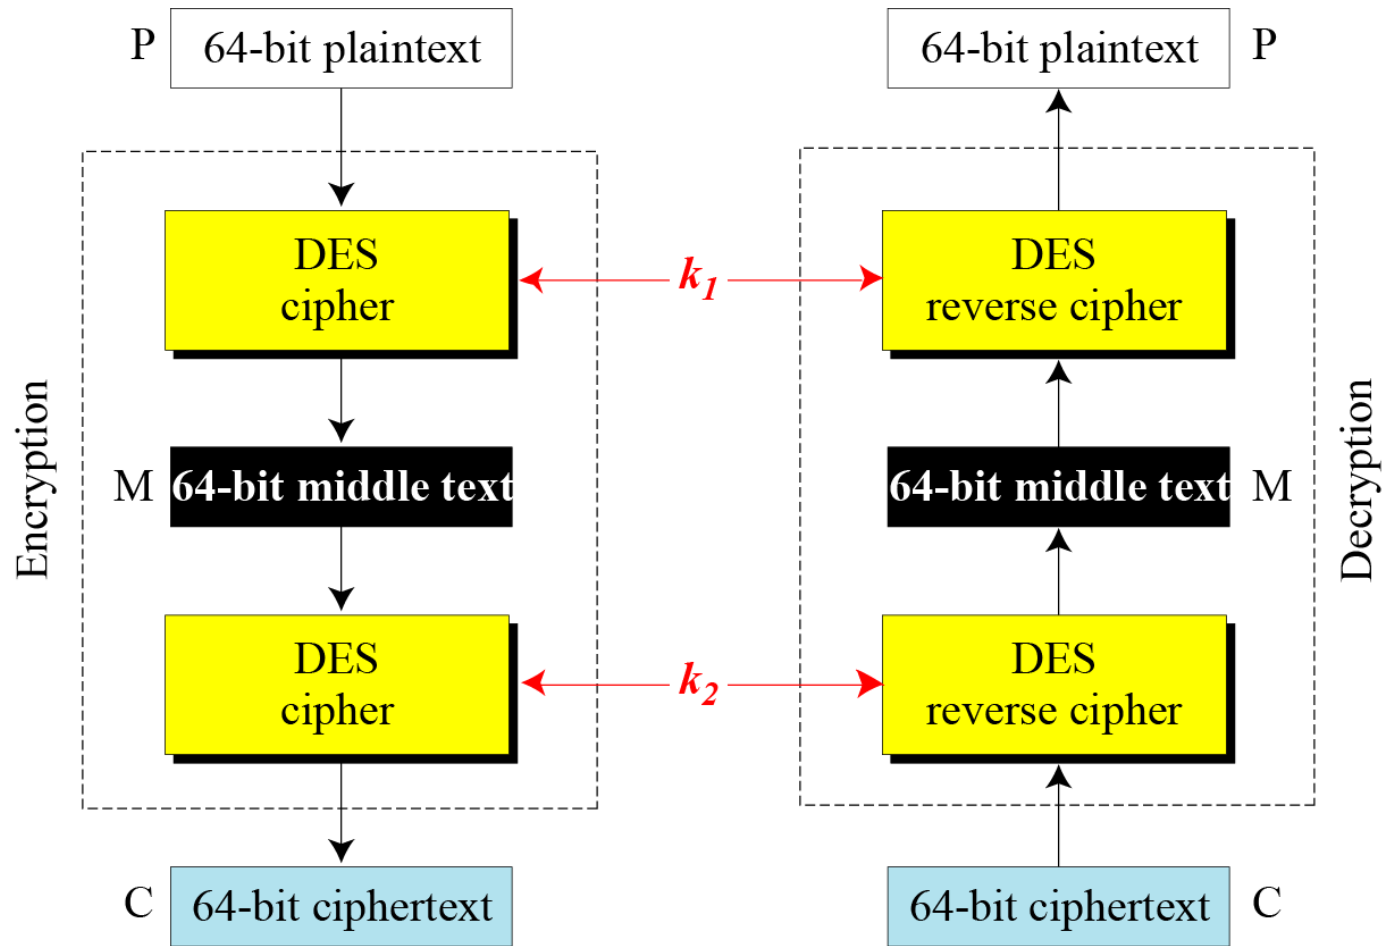 P
64-bit plaintext
64-bit plaintext
P
DES
cipher
k1
DES
reverse cipher
Encryption
M
64-bit middle text
64-bit middle text
M
Decryption
DES
cipher
k2
DES
reverse cipher
C
64-bit ciphertext
64-bit ciphertext
C